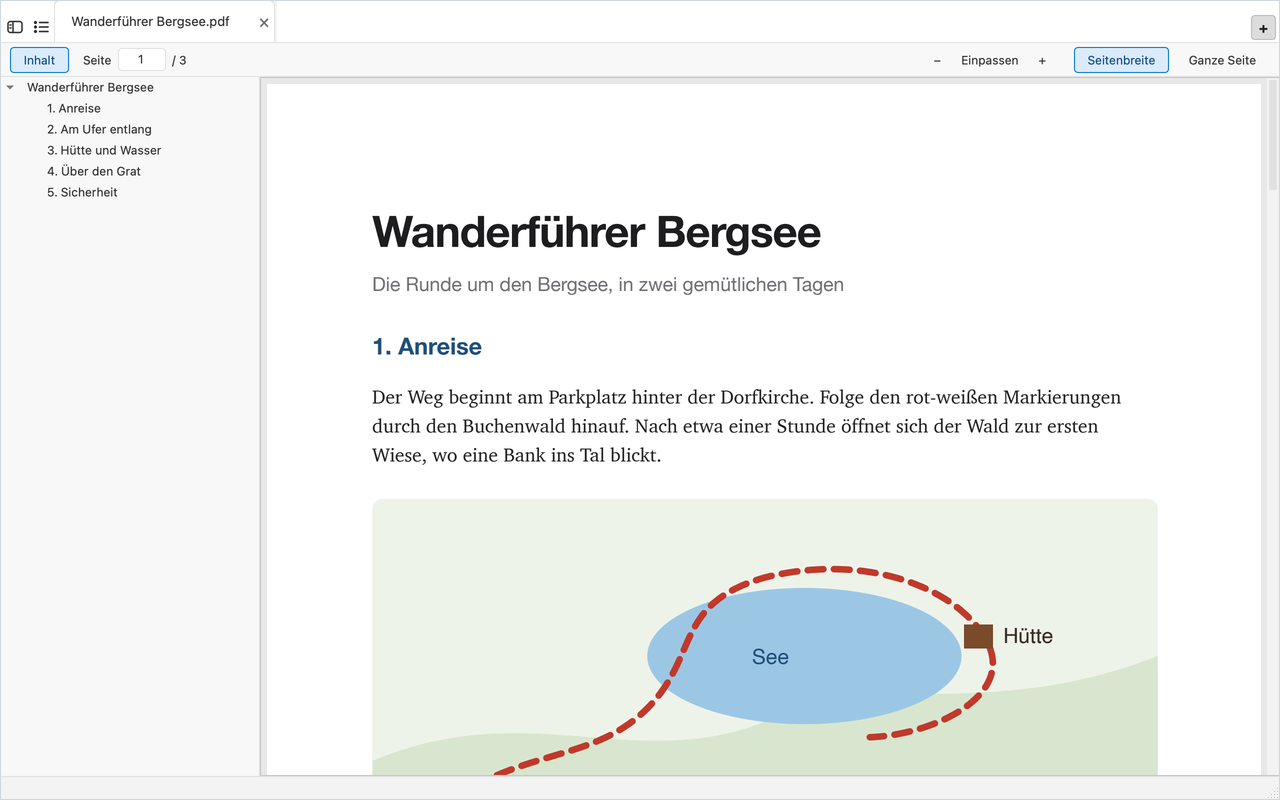 Wanderführer Bergsee.pdf
Inhalt Seite 1 / 3 − Einpassen + Seitenbreite Ganze Seite
Wanderführer Bergsee
1. Anreise
2. Am Ufer entlang
3. Hütte und Wasser
4. Über den Grat
5. Sicherheit
Wanderführer Bergsee
Die Runde um den Bergsee, in zwei gemütlichen Tagen
1. Anreise
Der Weg beginnt am Parkplatz hinter der Dorfkirche. Folge den rot-weißen Markierungen
durch den Buchenwald hinauf. Nach etwa einer Stunde öffnet sich der Wald zur ersten
Wiese, wo eine Bank ins Tal blickt.
Hütte
See